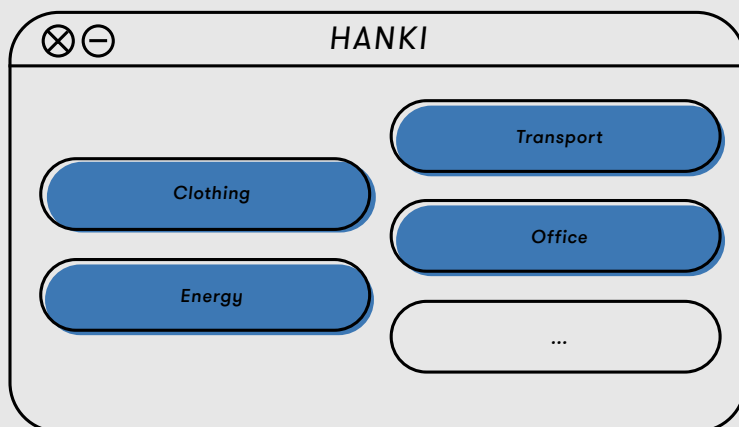 HANKI
Clothing
Energy
Transport
Office
...